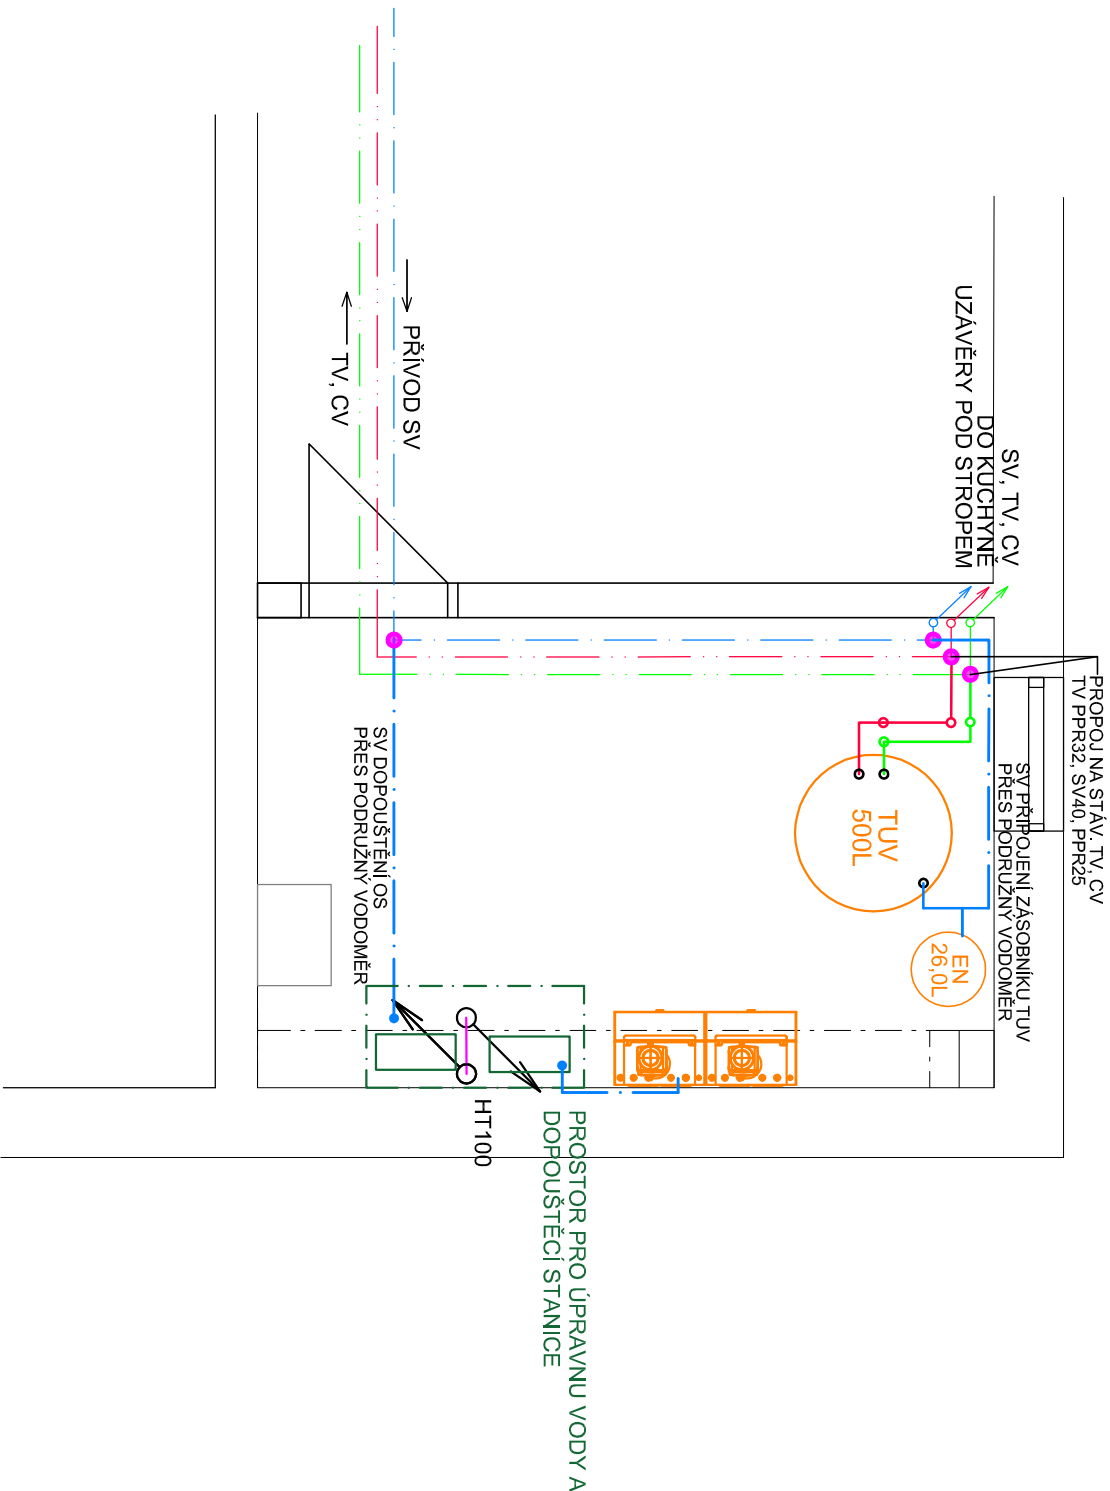 SV, TV, CV
DO KUCHYNĚ
UZÁVĚRY POD STROPEM
PROPOJ NA STÁV. TV, CV
TV PPR32, SV40, PPR25
SV PŘIPOJENÍ ZÁSOBNÍKU TUV
PŘES PODRUŽNÝ VODOMĚR
EN
26,0L
TUV
500L
PŘÍVOD SV
TV, CV
SV DOPOUŠTĚNÍ OS
PŘES PODRUŽNÝ VODOMĚR
PROSTOR PRO ÚPRAVNU VODY A
DOPOUŠTĚCÍ STANICE
HT100